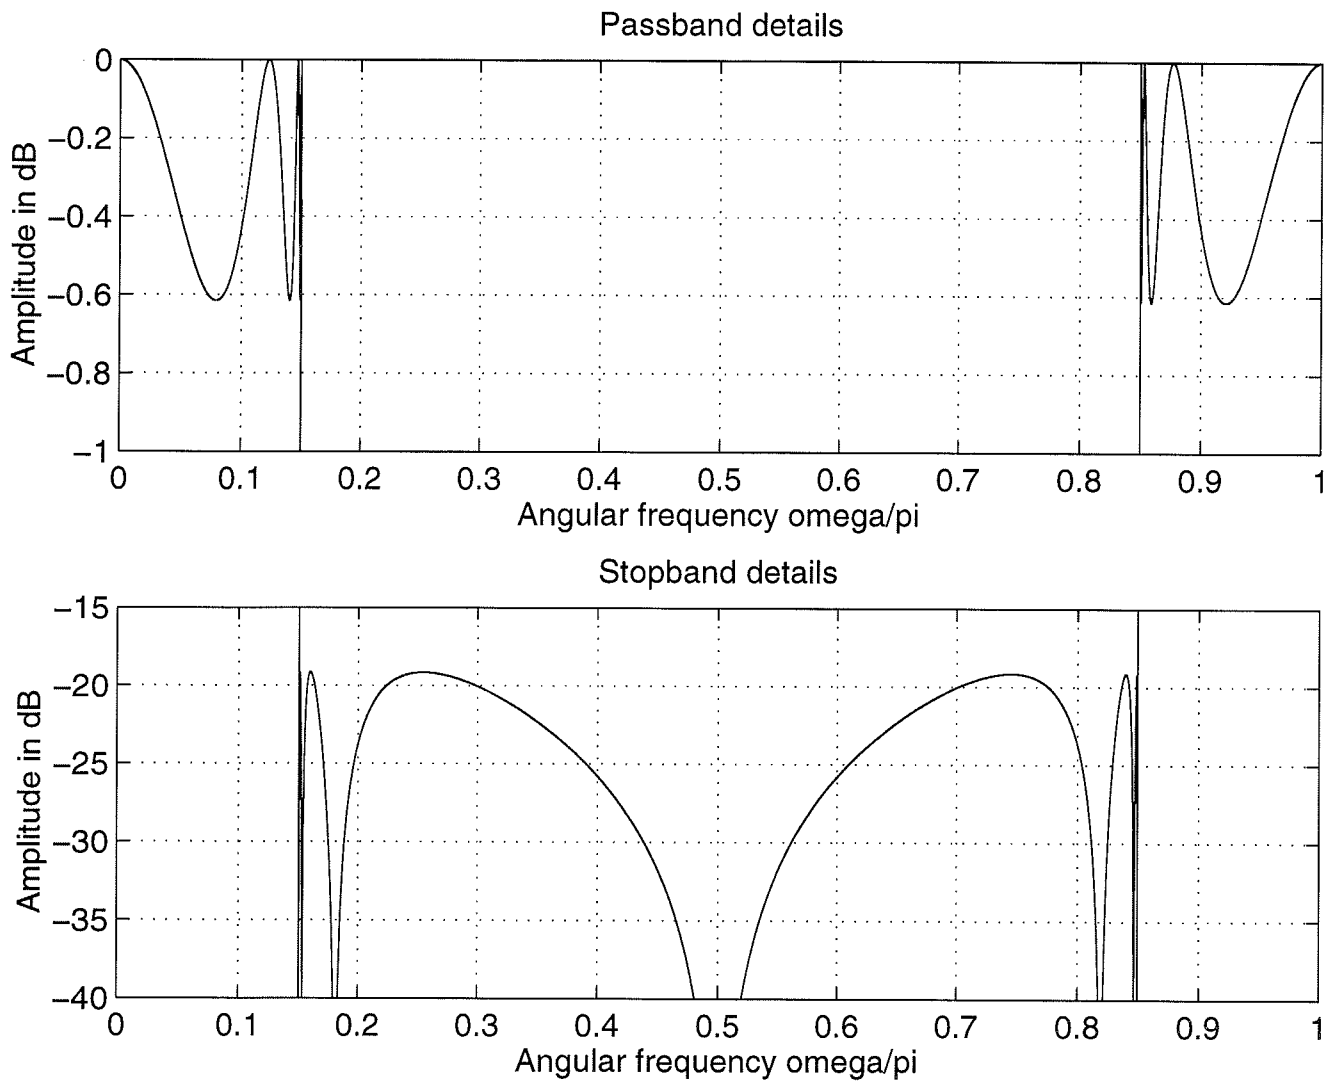 Passband details
Amplitude in dB
0
−0.2
−0.4
−0.6
−0.8
−1
0 0.1 0.2 0.3 0.4 0.5 0.6 0.7 0.8 0.9 1
Angular frequency omega/pi
Stopband details
Amplitude in dB
−15
−20
−25
−30
−35
−40
0 0.1 0.2 0.3 0.4 0.5 0.6 0.7 0.8 0.9 1
Angular frequency omega/pi